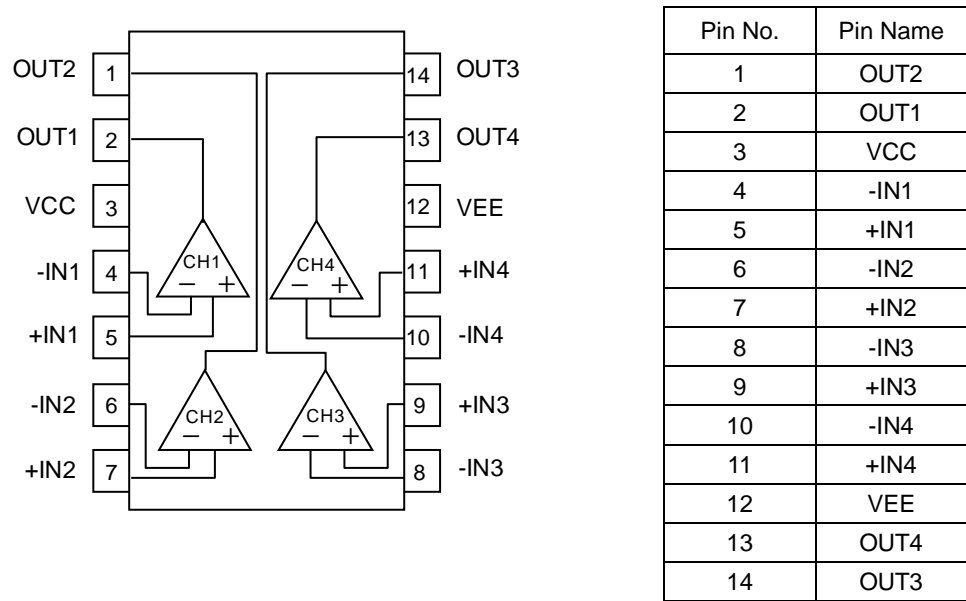 OUT2 1 14 OUT3
OUT1 2 13 OUT4
VCC 3 12 VEE
CH1 CH4
-IN1 4 − + − + 11 +IN4
+IN1 5 10 -IN4
-IN2 6 CH2 CH3 9 +IN3
− + − +
+IN2 7 8 -IN3
Pin No. Pin Name
1 OUT2
2 OUT1
3 VCC
4 -IN1
5 +IN1
6 -IN2
7 +IN2
8 -IN3
9 +IN3
10 -IN4
11 +IN4
12 VEE
13 OUT4
14 OUT3